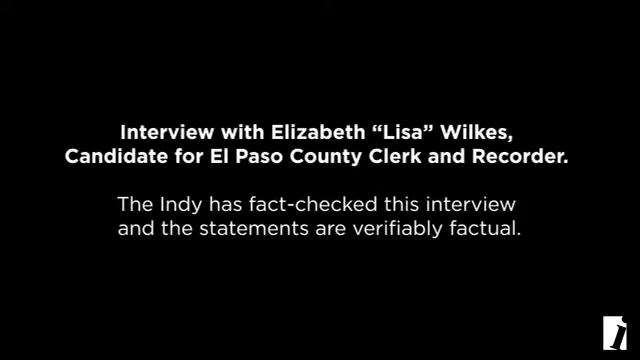 Interview with Elizabeth “Lisa” Wilkes,
Candidate for El Paso County Clerk and Recorder.
The Indy has fact-checked this interview
and the statements are verifiably factual.